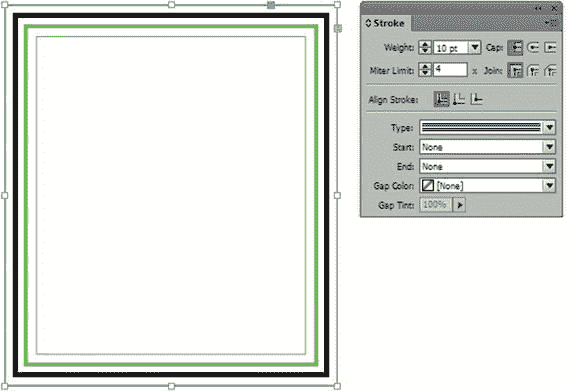 Stroke
Weight: 10 pt Cap:
Miter Limit: 4 x Join:
Align Stroke:
Type:
Start: None
End: None
Gap Color: [None]
Gap Tint: 100%